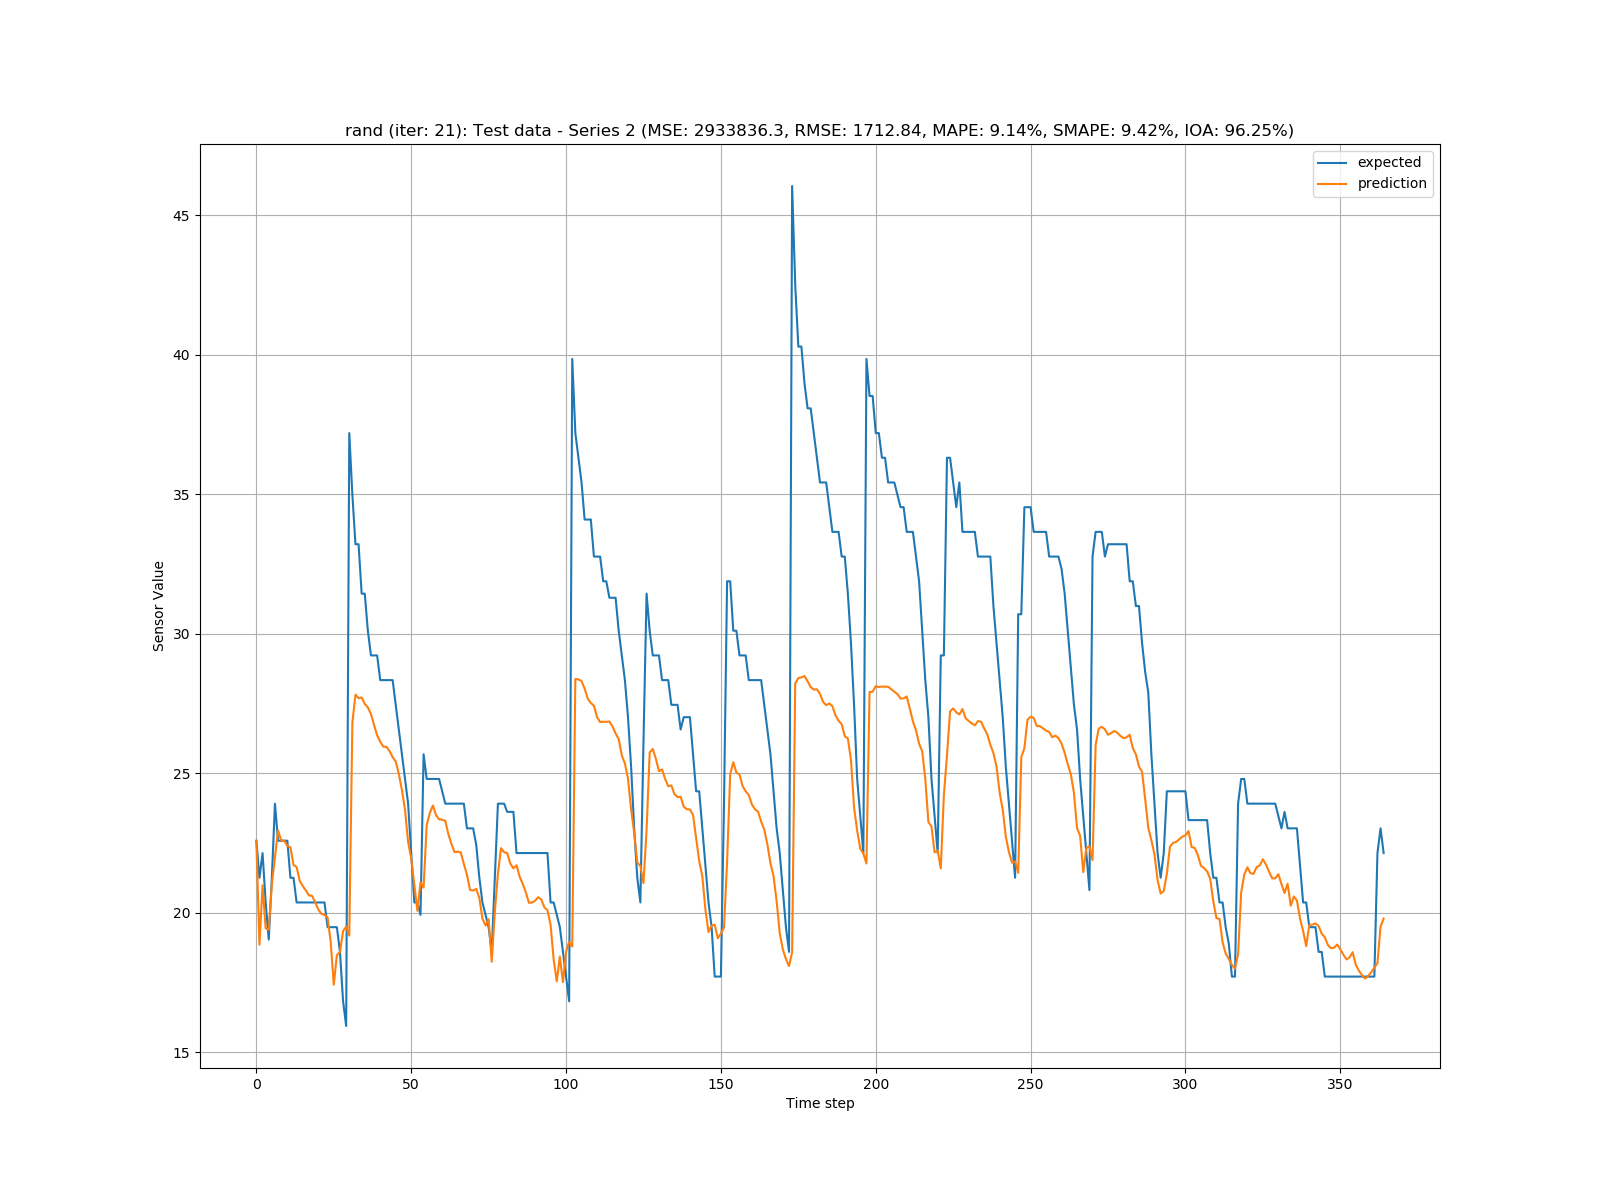 rand (iter: 21): Test data - Series 2 (MSE: 2933836.3, RMSE: 1712.84, MAPE: 9.14%, SMAPE: 9.42%, IOA: 96.25%)
expected
prediction
45
40
35
30
25
20
15
Sensor Value
0 50 100 150 200 250 300 350
Time step